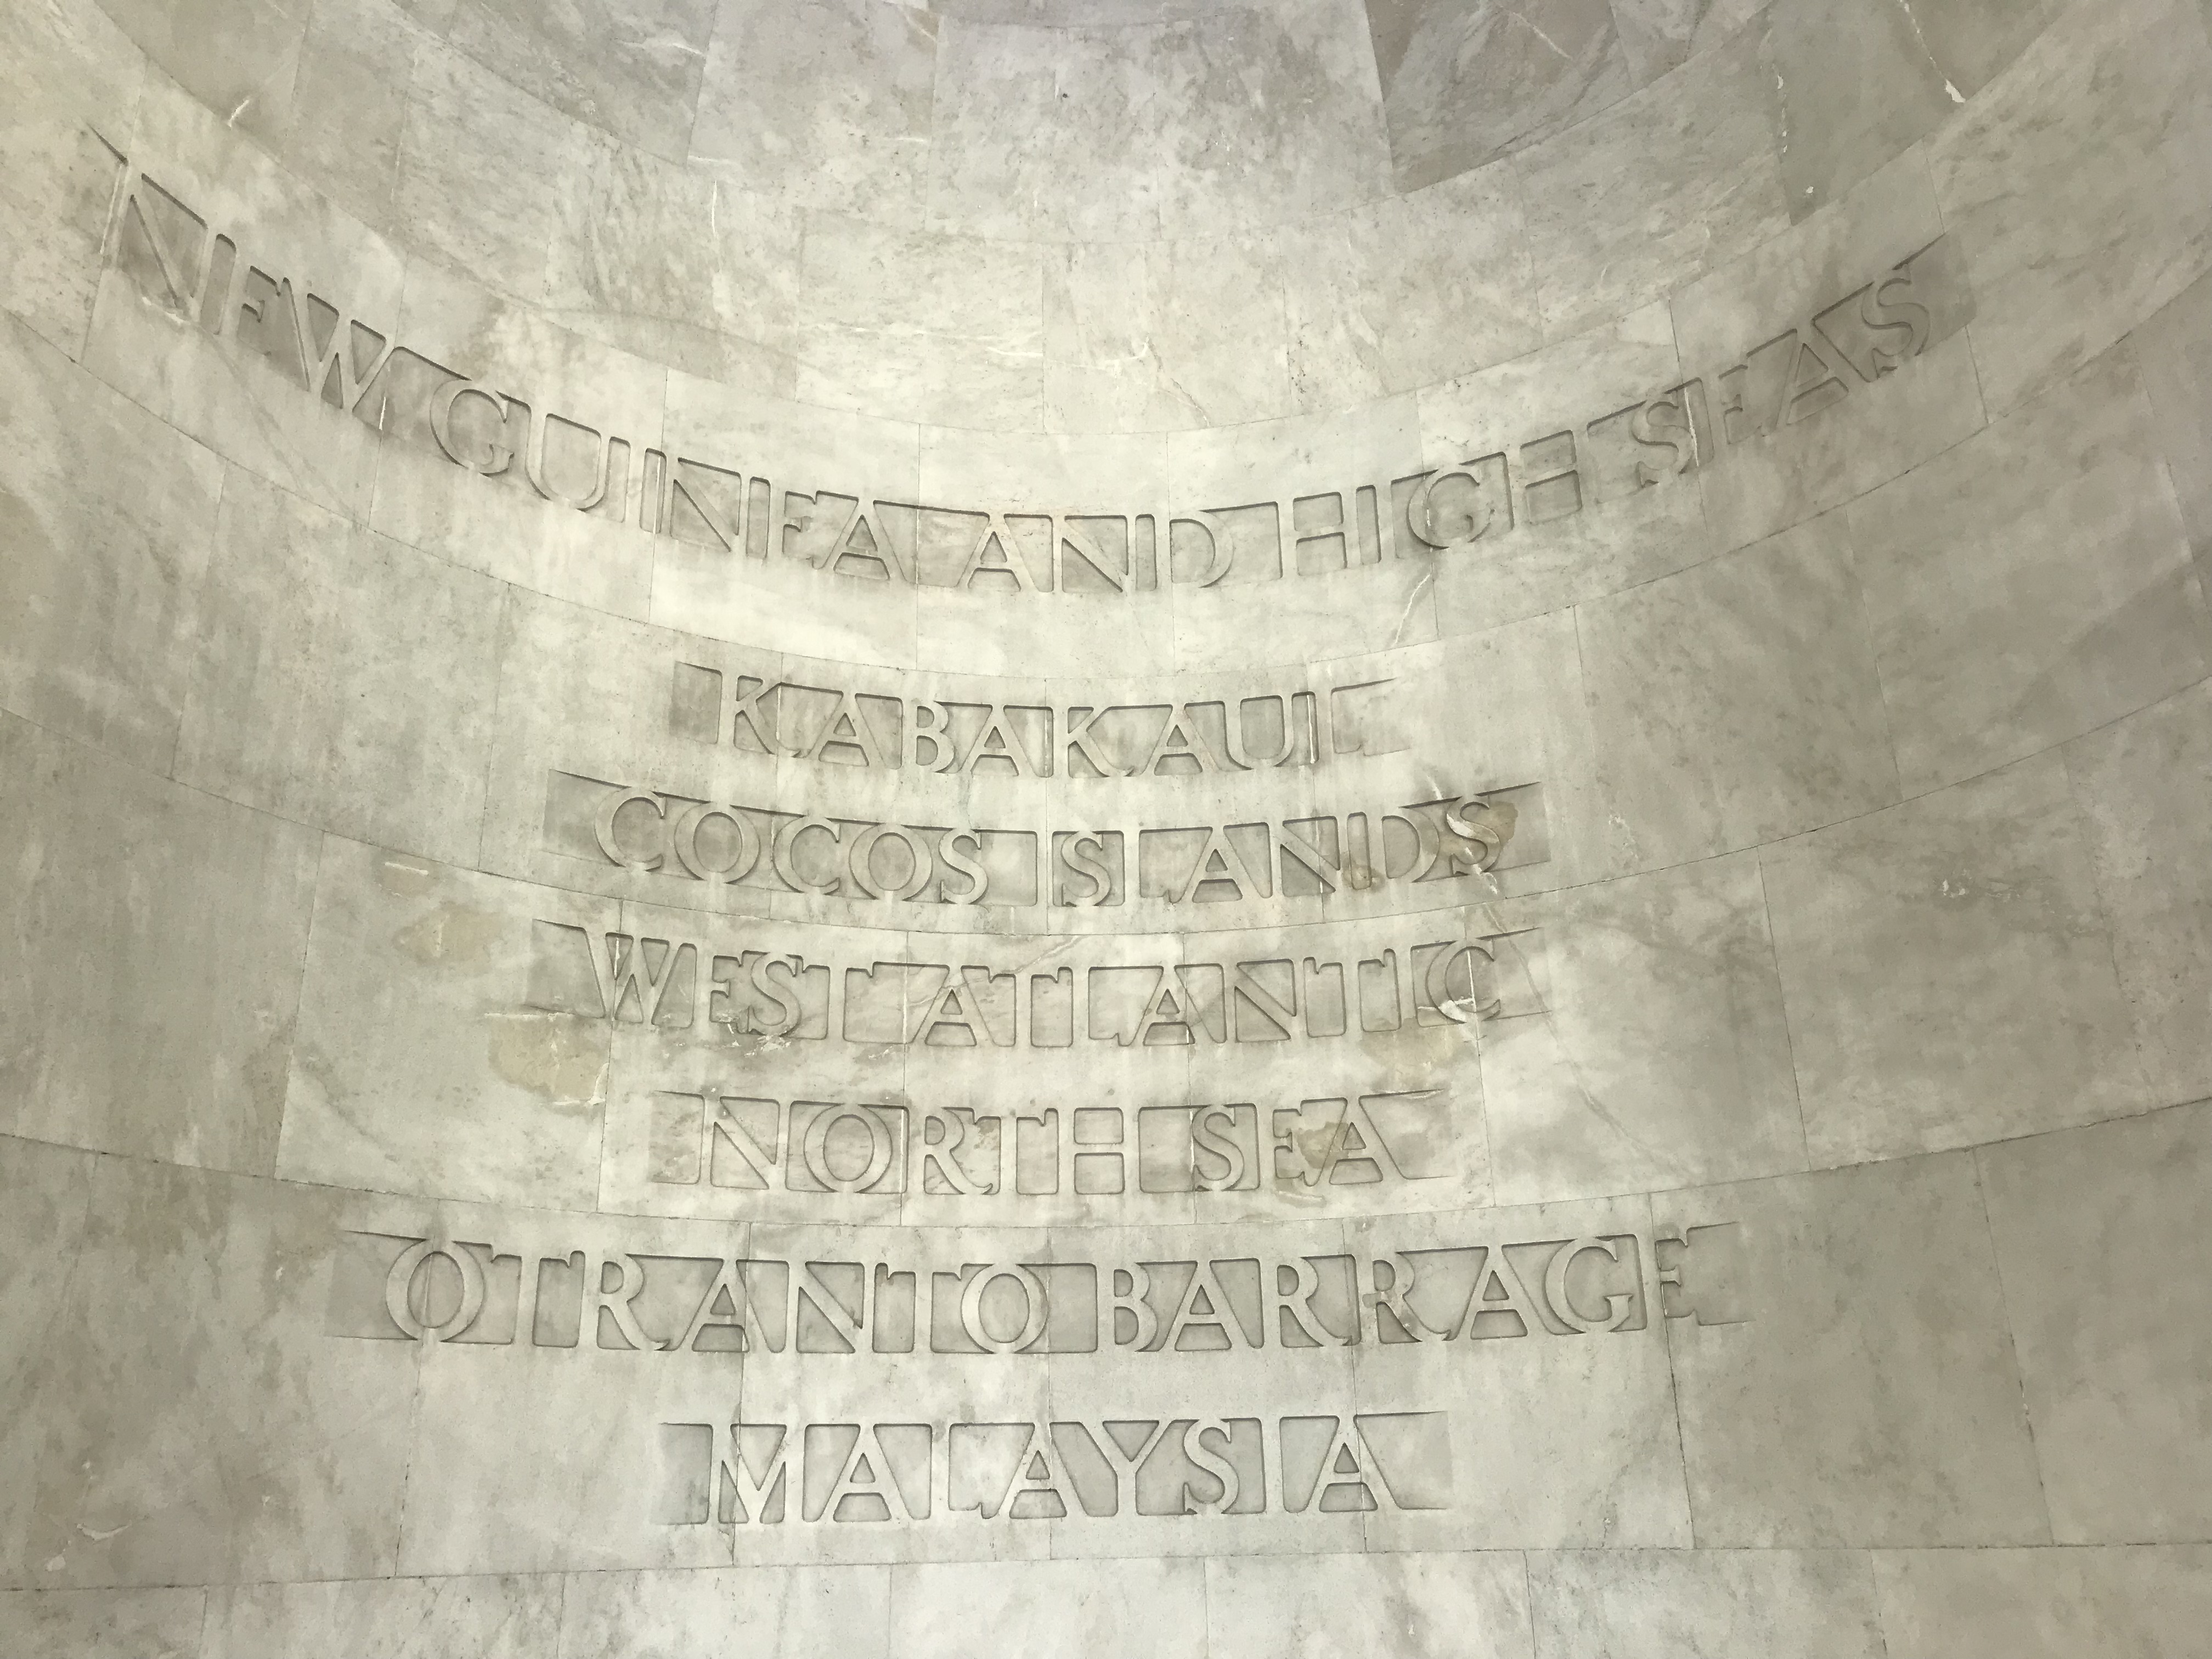 NEW GUINEA AND HIGH SEAS
KABAKAUL
COCOS ISLANDS
WEST ATLANTIC
NORTH SEA
OTRANTO BARRAGE
MALAYSIA